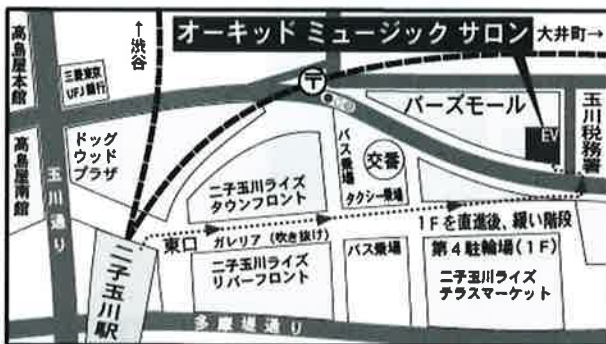 オーキッド ミュージック サロン
大井町→
←渋谷
高島屋本館
三菱東京
UFJ銀行
〒
バーズモール
EV
玉川税務署
高島屋南館
ドッグ
ウッド
プラザ
玉川通り
バス乗場
交番
タクシー乗場
二子玉川ライズ
タウンフロント
1Fを直進後、緩い階段
東口
ガレリア(吹き抜け)
二子玉川駅
二子玉川ライズ
リバーフロント
バス乗場
第4駐輪場(1F)
二子玉川ライズ
テラスマーケット
多摩堤通り